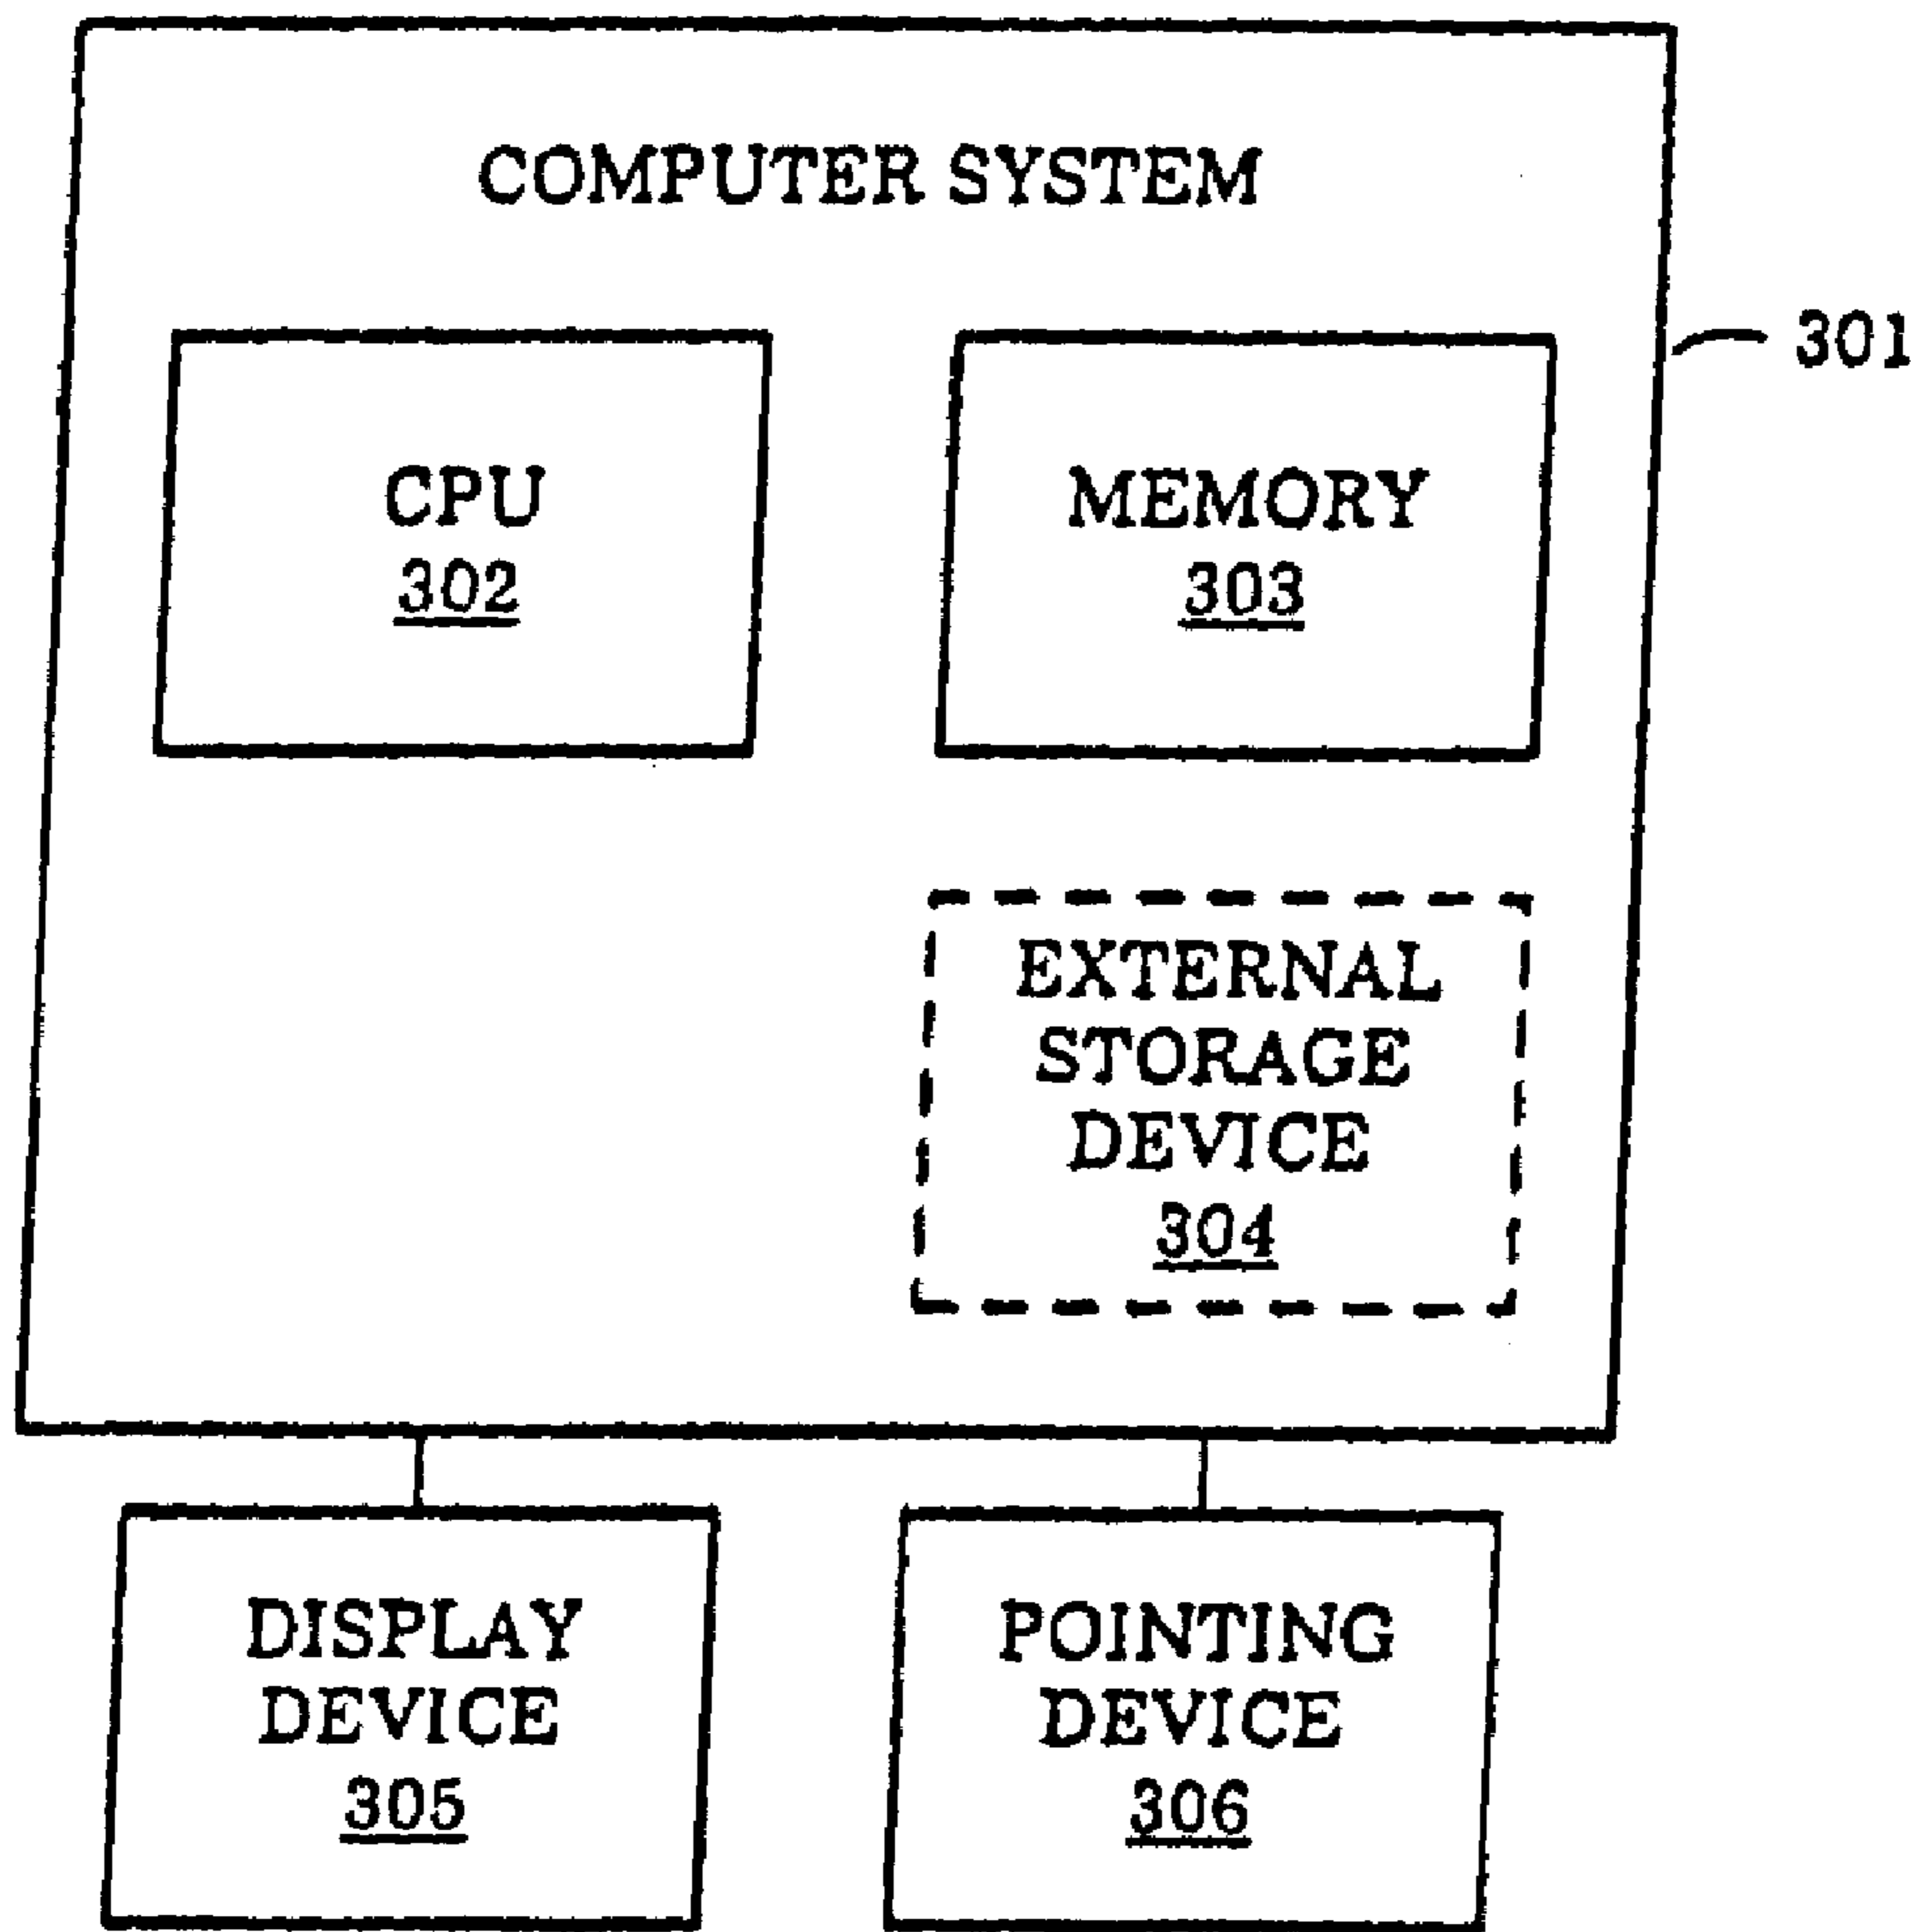 COMPUTER SYSTEM
301
CPU
302
MEMORY
303
EXTERNAL
STORAGE
DEVICE
304
DISPLAY
DEVICE
305
POINTING
DEVICE
306